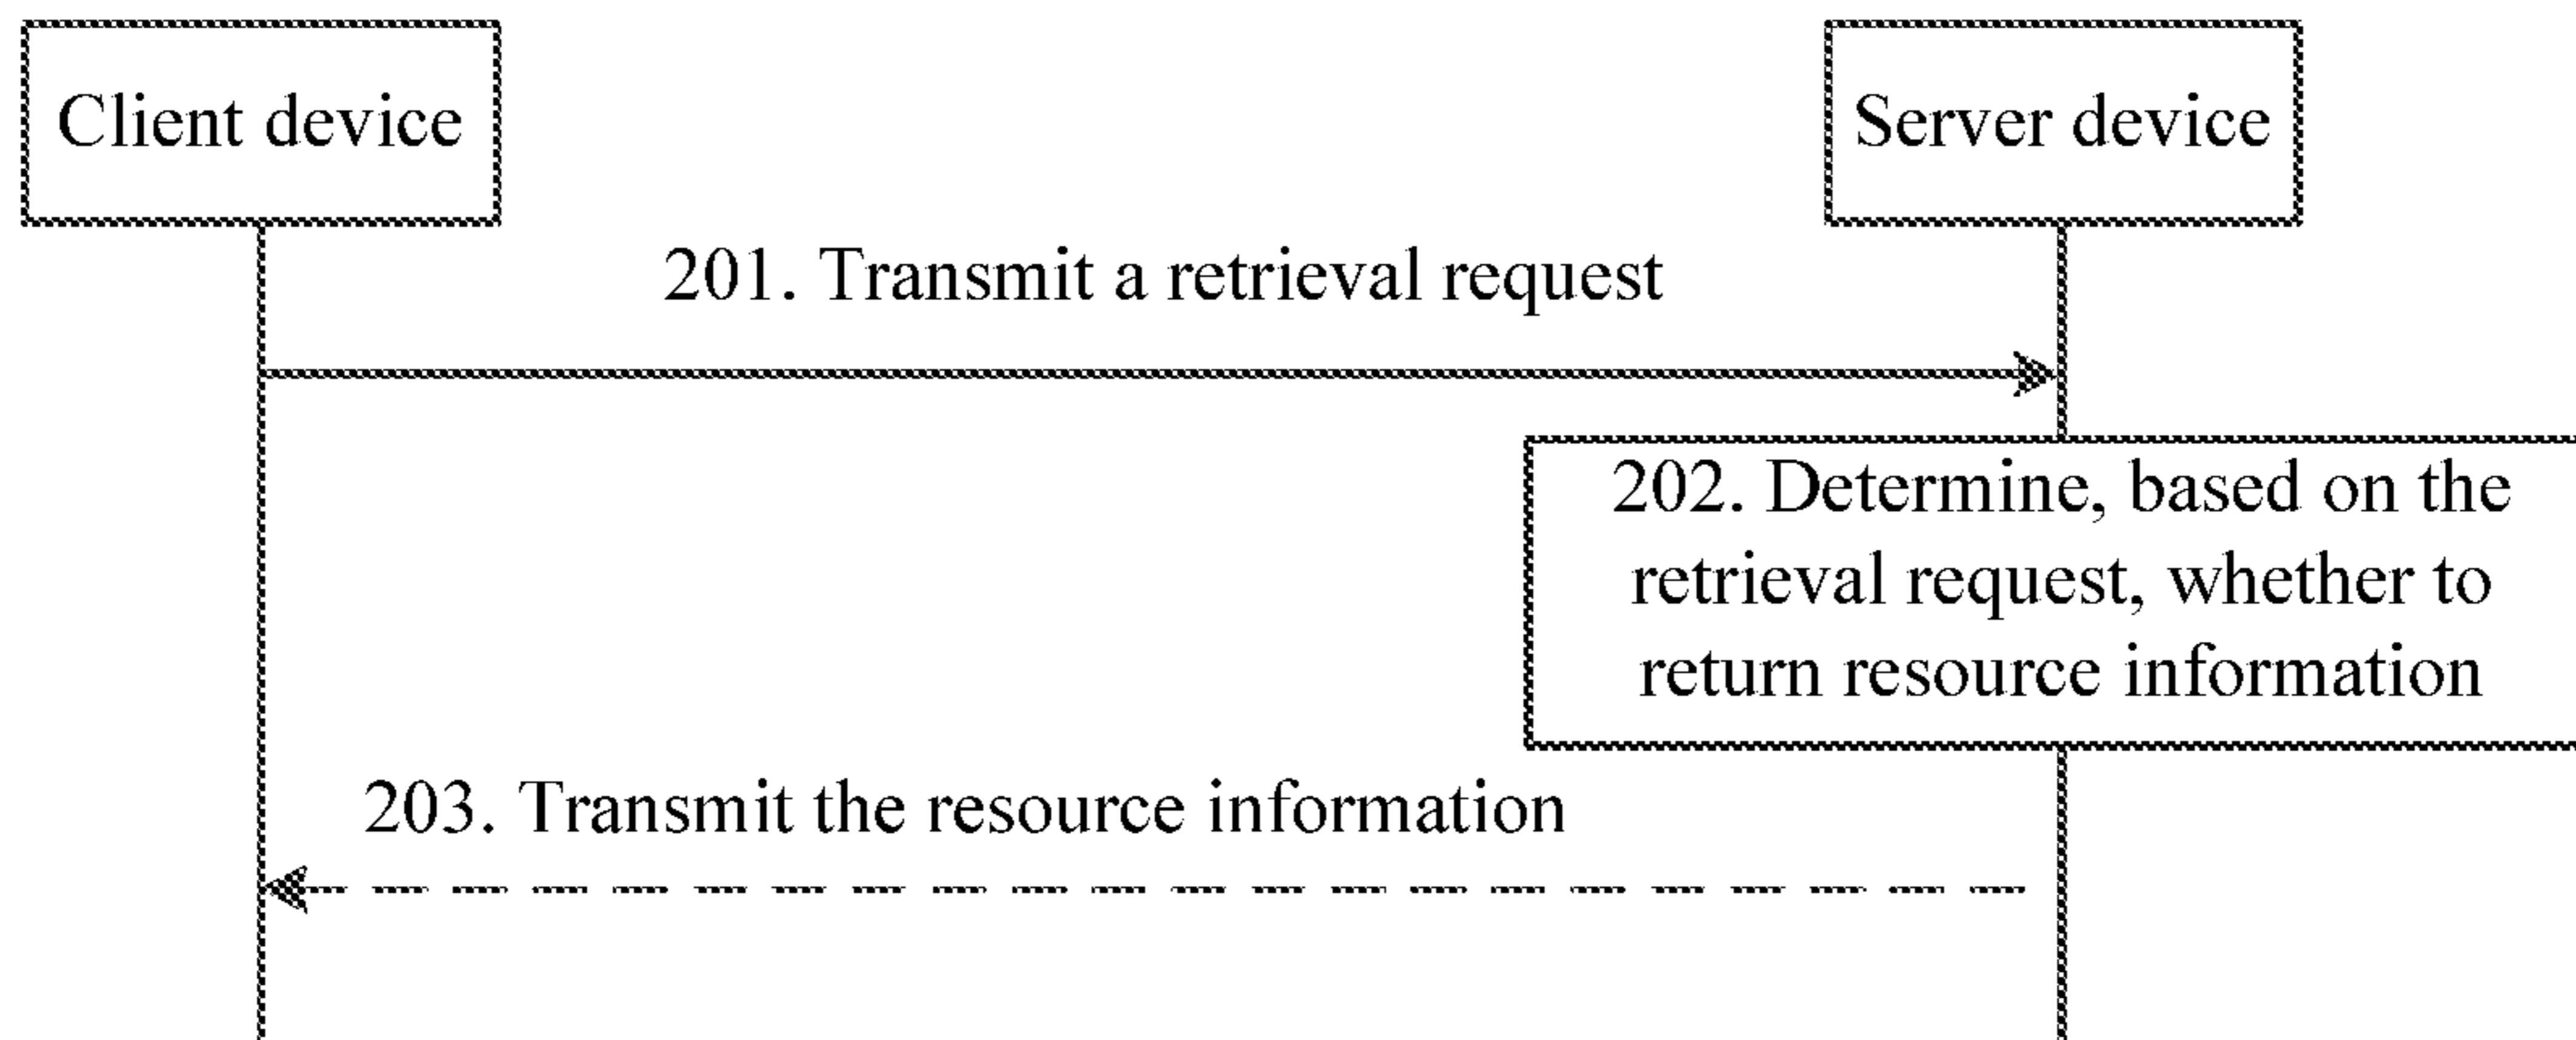 Client device
Server device
201. Transmit a retrieval request
202. Determine, based on the
retrieval request, whether to
return resource information
203. Transmit the resource information